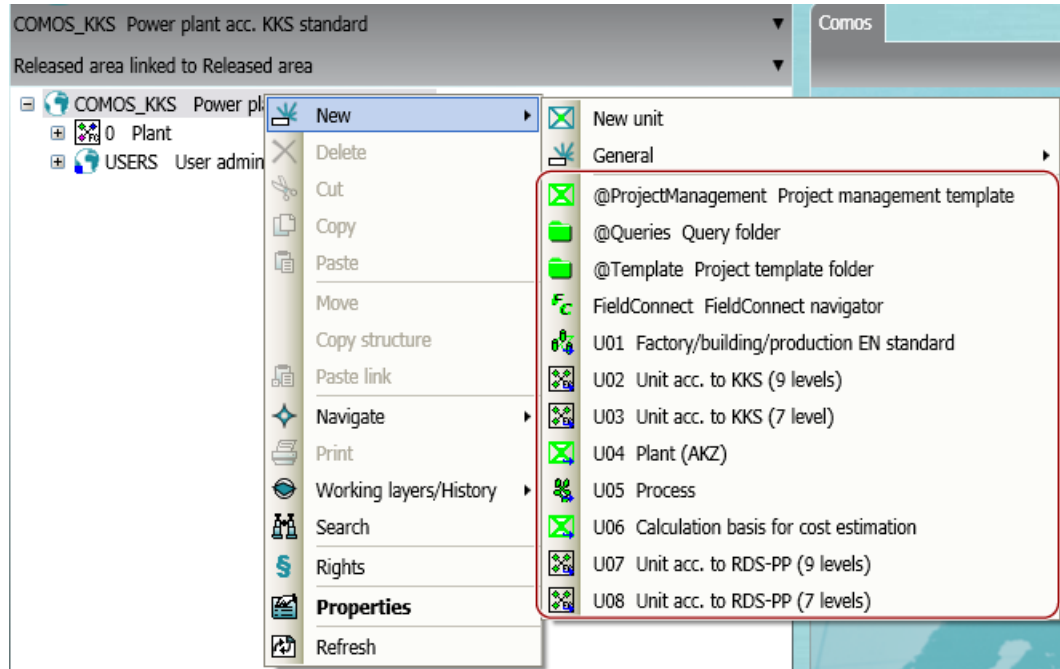 COMOS_KKS Power plant acc. KKS standard
Comos
Released area linked to Released area
COMOS_KKS Power pl
0 Plant
USERS User admin
New
Delete
Cut
Copy
Paste
Move
Copy structure
Paste link
Navigate
Print
Working layers/History
Search
Rights
Properties
Refresh
New unit
General
@ProjectManagement Project management template
@Queries Query folder
@Template Project template folder
FieldConnect FieldConnect navigator
U01 Factory/building/production EN standard
U02 Unit acc. to KKS (9 levels)
U03 Unit acc. to KKS (7 level)
U04 Plant (AKZ)
U05 Process
U06 Calculation basis for cost estimation
U07 Unit acc. to RDS-PP (9 levels)
U08 Unit acc. to RDS-PP (7 levels)